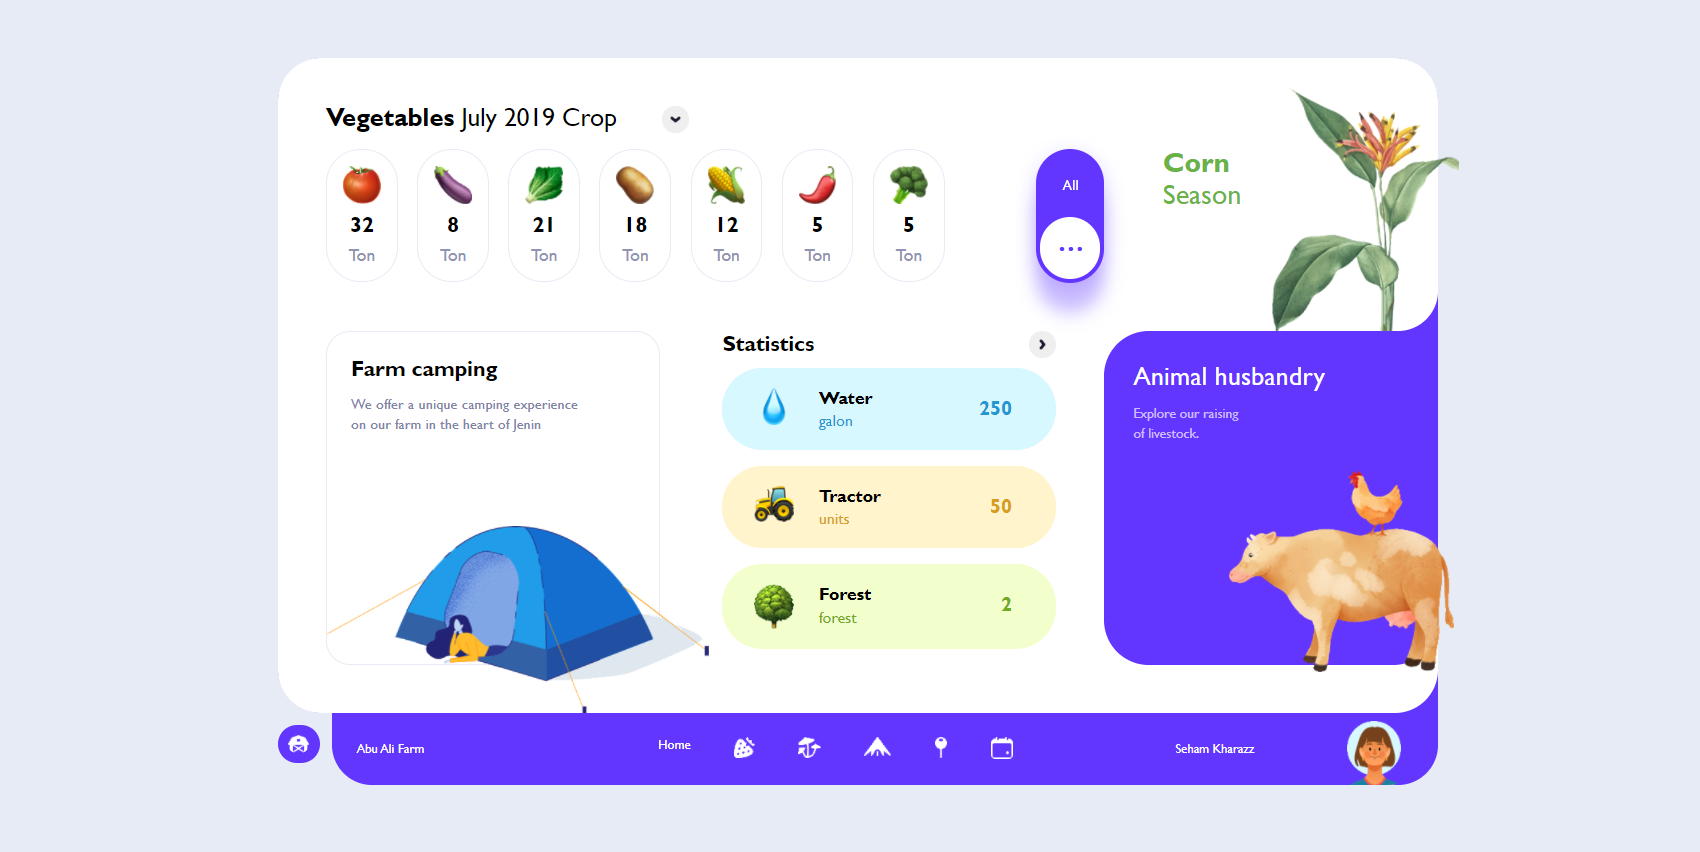 Vegetables July 2019 Crop
32
Ton
8
Ton
21
Ton
18
Ton
12
Ton
5
Ton
5
Ton
All
Corn
Season
Farm camping
We offer a unique camping experience
on our farm in the heart of Jenin
Statistics
Water
galon
250
Tractor
units
50
Forest
forest
2
Animal husbandry
Explore our raising
of livestock.
Abu Ali Farm
Home
Seham Kharazz